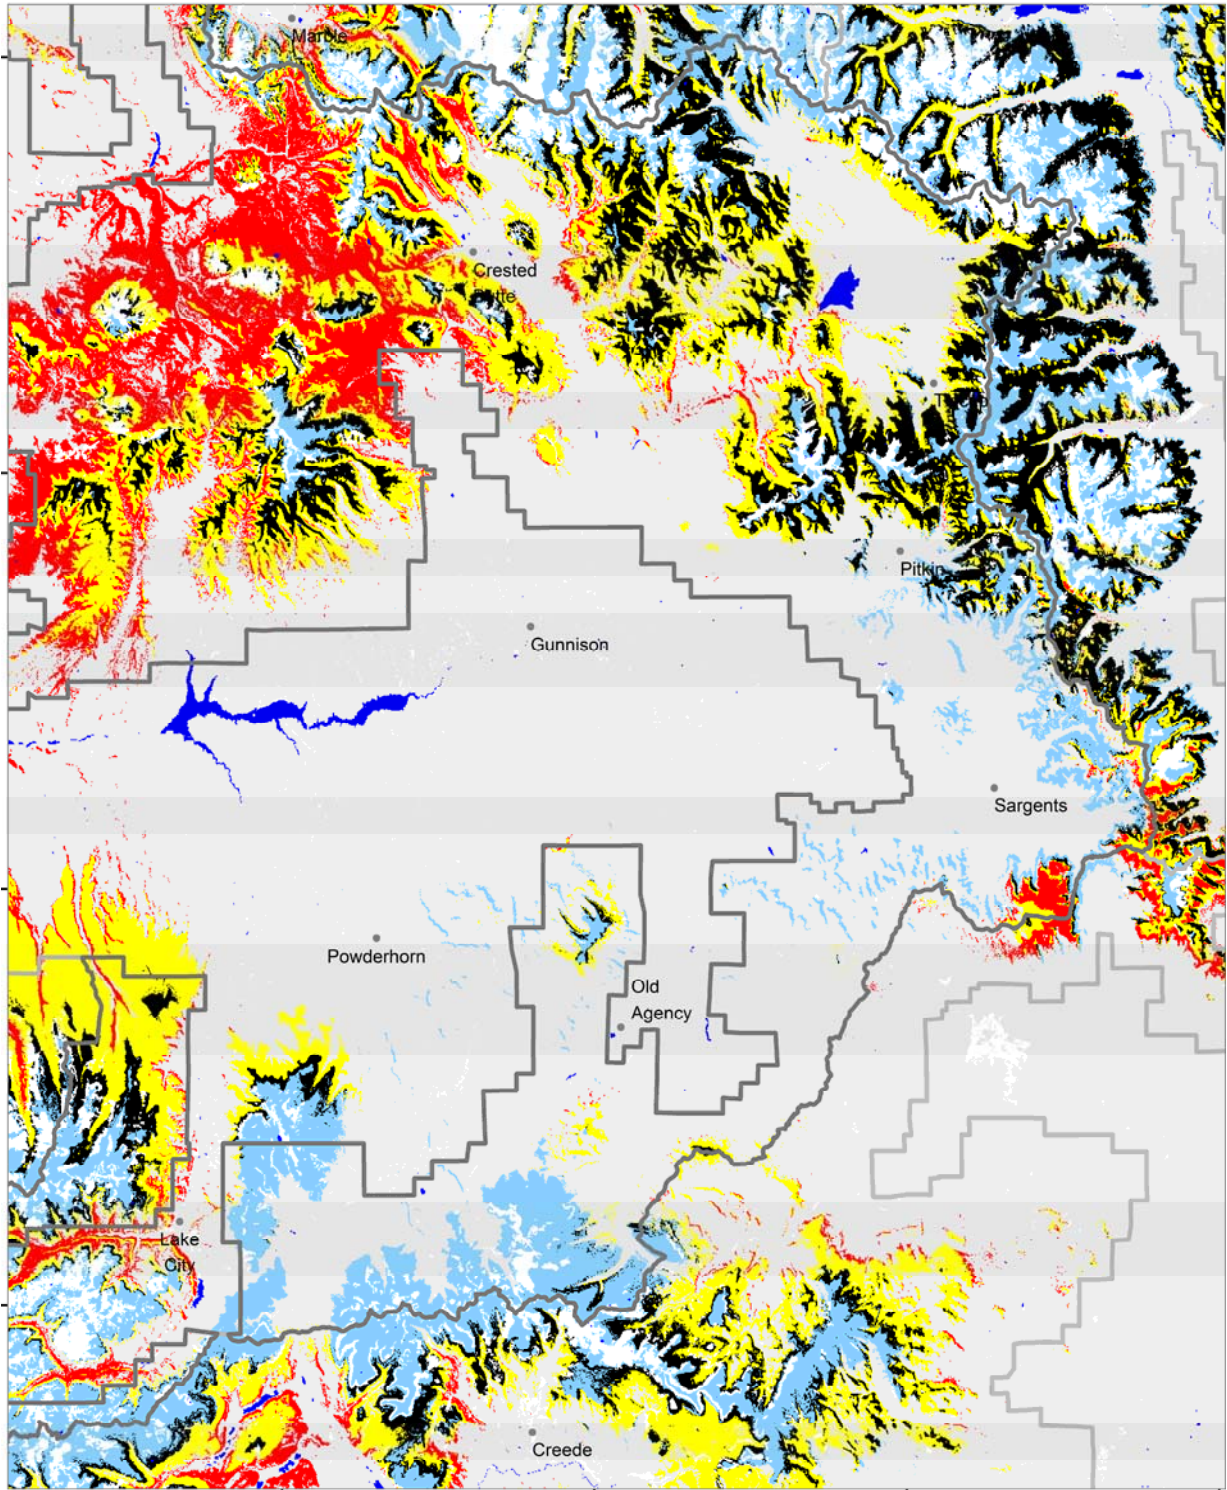 Marble
Crested
Butte
Pitkin
Gunnison
Sargents
Powderhorn
Old
Agency
Lake
City
Creede